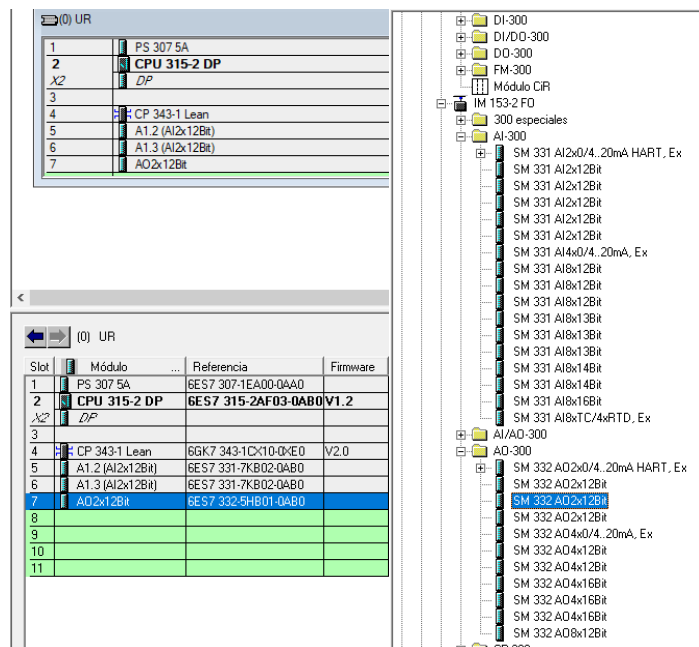 (0) UR
1 PS 307 5A
2 CPU 315-2 DP
X2 DP
3
4 CP 343-1 Lean
5 A1.2 (AI2x12Bit)
6 A1.3 (AI2x12Bit)
7 AO2x12Bit
(0) UR
Slot Módulo ... Referencia Firmware
1 PS 307 5A 6ES7 307-1EA00-0AA0
2 CPU 315-2 DP 6ES7 315-2AF03-0AB0 V1.2
X2 DP
3
4 CP 343-1 Lean 6GK7 343-1CX10-0XE0 V2.0
5 A1.2 (AI2x12Bit) 6ES7 331-7KB02-0AB0
6 A1.3 (AI2x12Bit) 6ES7 331-7KB02-0AB0
7 AO2x12Bit 6ES7 332-5HB01-0AB0
8
9
10
11
DI-300
DI/DO-300
DO-300
FM-300
Módulo CiR
IM 153-2 FO
300 especiales
AI-300
SM 331 AI2x0/4..20mA HART, Ex
SM 331 AI2x12Bit
SM 331 AI2x12Bit
SM 331 AI2x12Bit
SM 331 AI2x12Bit
SM 331 AI2x12Bit
SM 331 AI4x0/4..20mA, Ex
SM 331 AI8x12Bit
SM 331 AI8x12Bit
SM 331 AI8x12Bit
SM 331 AI8x13Bit
SM 331 AI8x13Bit
SM 331 AI8x13Bit
SM 331 AI8x14Bit
SM 331 AI8x14Bit
SM 331 AI8x16Bit
SM 331 AI8xTC/4xRTD, Ex
AI/AO-300
AO-300
SM 332 AO2x0/4..20mA HART, Ex
SM 332 AO2x12Bit
SM 332 AO2x12Bit
SM 332 AO2x12Bit
SM 332 AO4x0/4..20mA, Ex
SM 332 AO4x12Bit
SM 332 AO4x12Bit
SM 332 AO4x16Bit
SM 332 AO4x16Bit
SM 332 AO4x16Bit
SM 332 AO8x12Bit